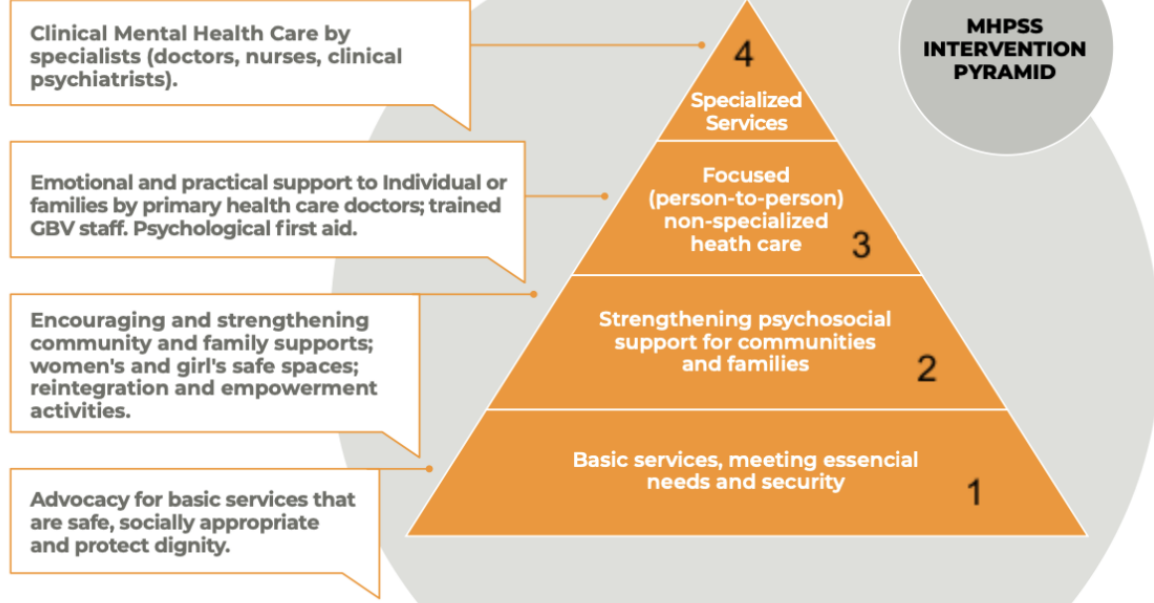 Clinical Mental Health Care by
specialists (doctors, nurses, clinical
psychiatrists).
4
Specialized
Services
MHPSS
INTERVENTION
PYRAMID
Emotional and practical support to Individual or
families by primary health care doctors; trained
GBV staff. Psychological first aid.
Focused
(person-to-person)
non-specialized
heath care
3
Encouraging and strengthening
community and family supports;
women's and girl's safe spaces;
reintegration and empowerment
activities.
Strengthening psychosocial
support for communities
and families
2
Advocacy for basic services that
are safe, socially appropriate
and protect dignity.
Basic services, meeting essencial
needs and security
1